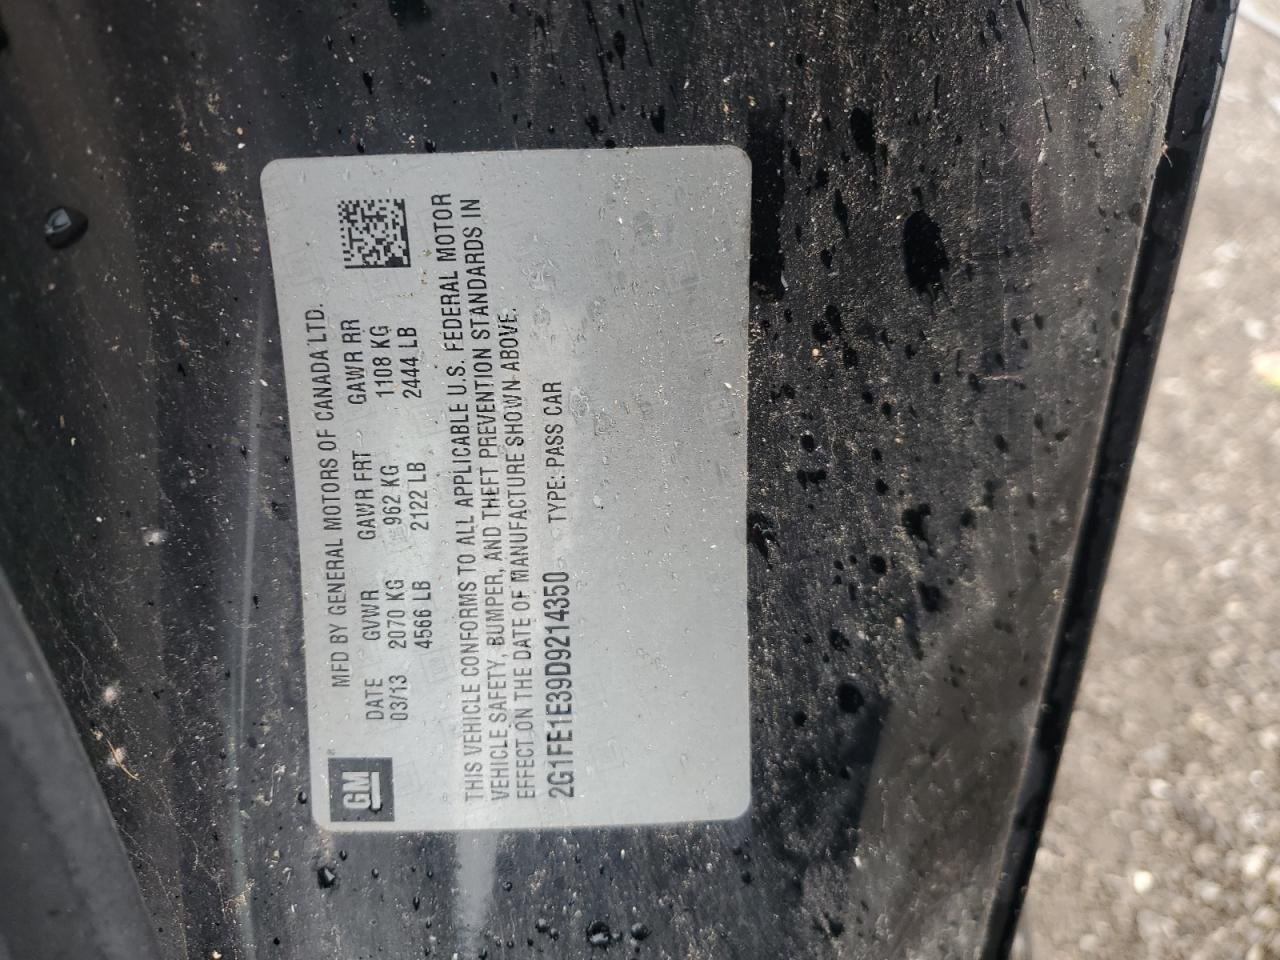 GM
MFD BY GENERAL MOTORS OF CANADA LTD.
DATE GVWR GAWR FRT GAWR RR
03/13 2070 KG 962 KG 1108 KG
4566 LB 2122 LB 2444 LB
THIS VEHICLE CONFORMS TO ALL APPLICABLE U.S. FEDERAL MOTOR
VEHICLE SAFETY, BUMPER, AND THEFT PREVENTION STANDARDS IN
EFFECT ON THE DATE OF MANUFACTURE SHOWN ABOVE.
2G1FE1E39D9214350 TYPE: PASS CAR